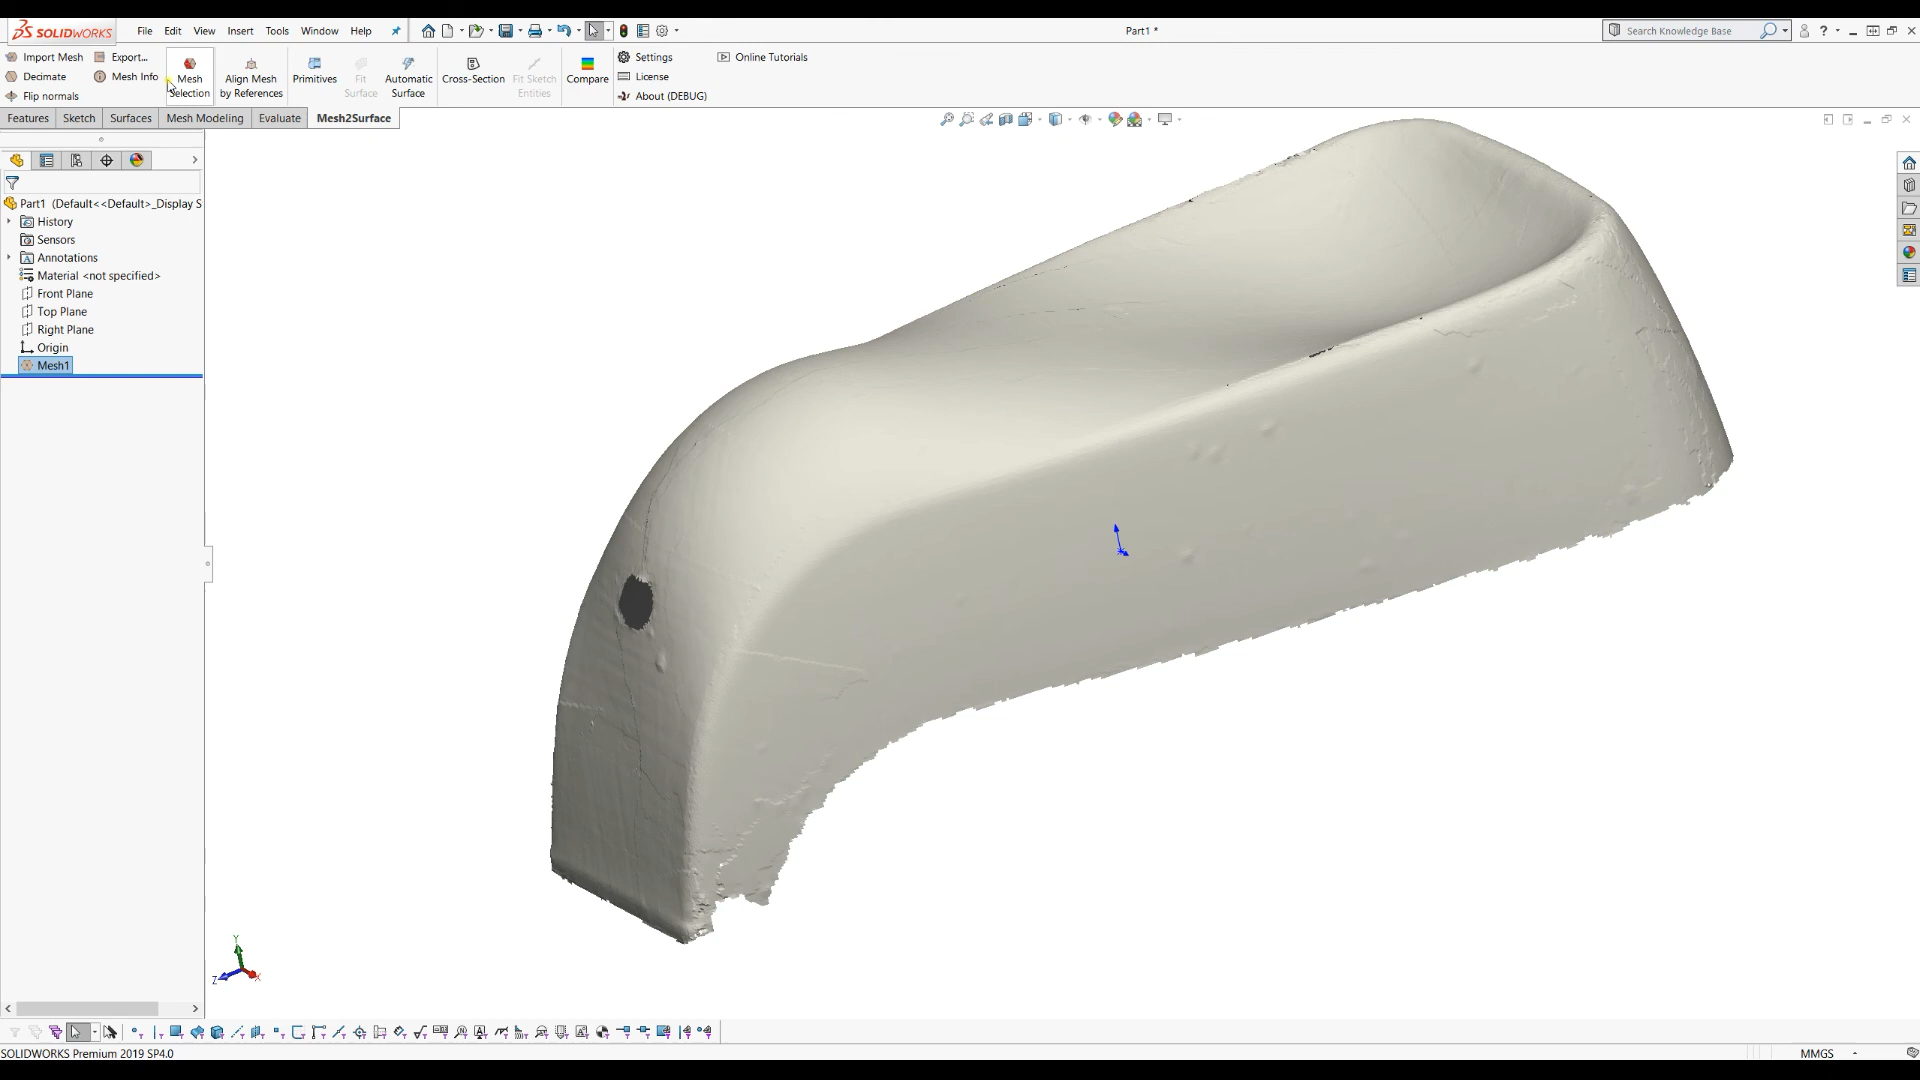 SOLIDWORKS File Edit View Insert Tools Window Help Part1 * Search Knowledge Base ?
Import Mesh Export... Settings Online Tutorials
Decimate Mesh Info License
Flip normals About (DEBUG)
Mesh Selection
Align Mesh by References
Primitives
Fit Surface
Automatic Surface
Cross-Section
Fit Sketch Entities
Compare
Features Sketch Surfaces Mesh Modeling Evaluate Mesh2Surface
Part1 (Default<<Default>_Display S
History
Sensors
Annotations
Material <not specified>
Front Plane
Top Plane
Right Plane
Origin
Mesh1
Y
Z X
SOLIDWORKS Premium 2019 SP4.0 MMGS